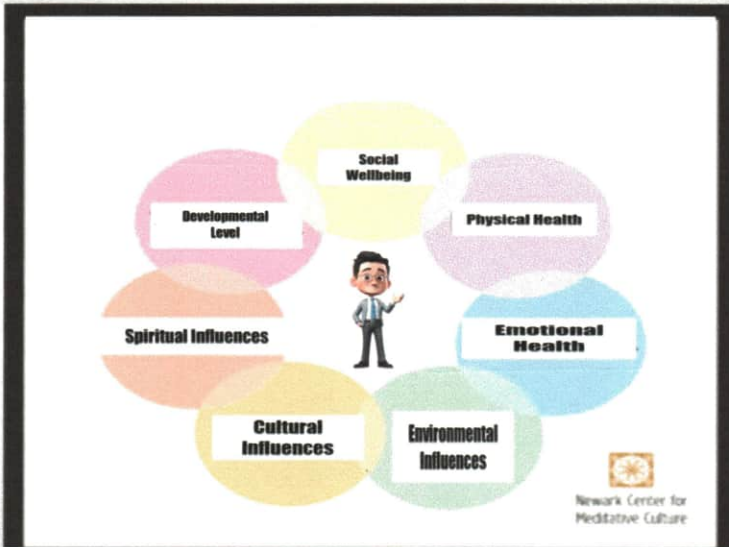 Social
Wellbeing
Developmental
Level
Physical Health
Spiritual Influences
Emotional
Health
Cultural
Influences
Environmental
Influences
Newark Center for
Meditative Culture